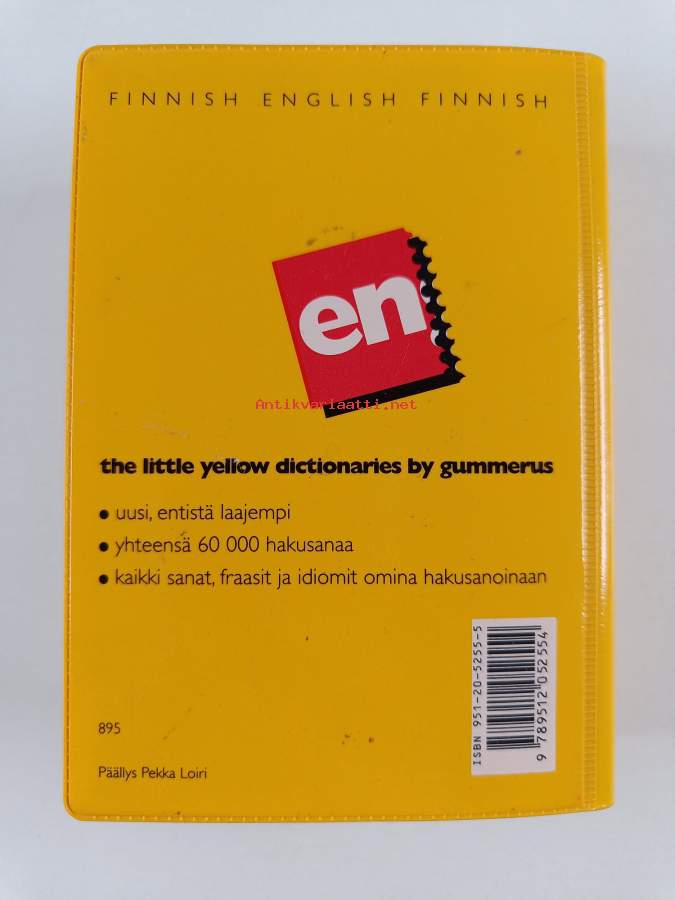 FINNISH ENGLISH FINNISH
en
Antikvariaatti.net
the little yellow dictionaries by gummerus
• uusi, entistä laajempi
• yhteensä 60 000 hakusanaa
• kaikki sanat, fraasit ja idiomit omina hakusanoinaan
ISBN 951-20-5255-5
9 789512 052554
895
Päällys Pekka Loiri